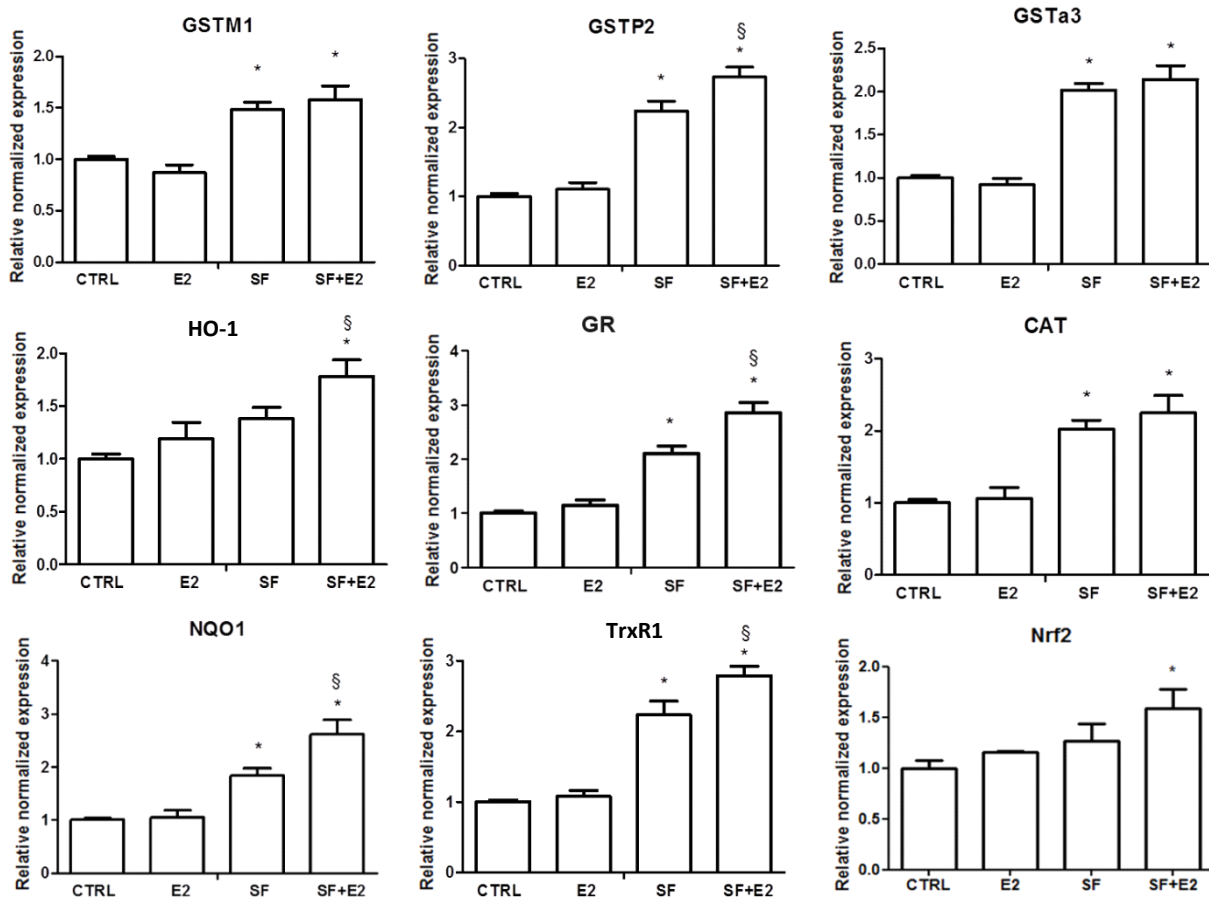 GSTM1
Relative normalized expression
2.0
1.5
1.0
0.5
0.0
* *
CTRL E2 SF SF+E2
GSTP2
Relative normalized expression
3
2
1
0
*
§
*
CTRL E2 SF SF+E2
GSTa3
Relative normalized expression
2.5
2.0
1.5
1.0
0.5
0.0
* *
CTRL E2 SF SF+E2
HO-1
Relative normalized expression
2.0
1.5
1.0
0.5
0.0
§
*
CTRL E2 SF SF+E2
GR
Relative normalized expression
4
3
2
1
0
*
§
*
CTRL E2 SF SF+E2
CAT
Relative normalized expression
3
2
1
0
* *
CTRL E2 SF SF+E2
NQO1
Relative normalized expression
4
3
2
1
0
*
§
*
CTRL E2 SF SF+E2
TrxR1
Relative normalized expression
3
2
1
0
*
§
*
CTRL E2 SF SF+E2
Nrf2
Relative normalized expression
2.0
1.5
1.0
0.5
0.0
*
CTRL E2 SF SF+E2